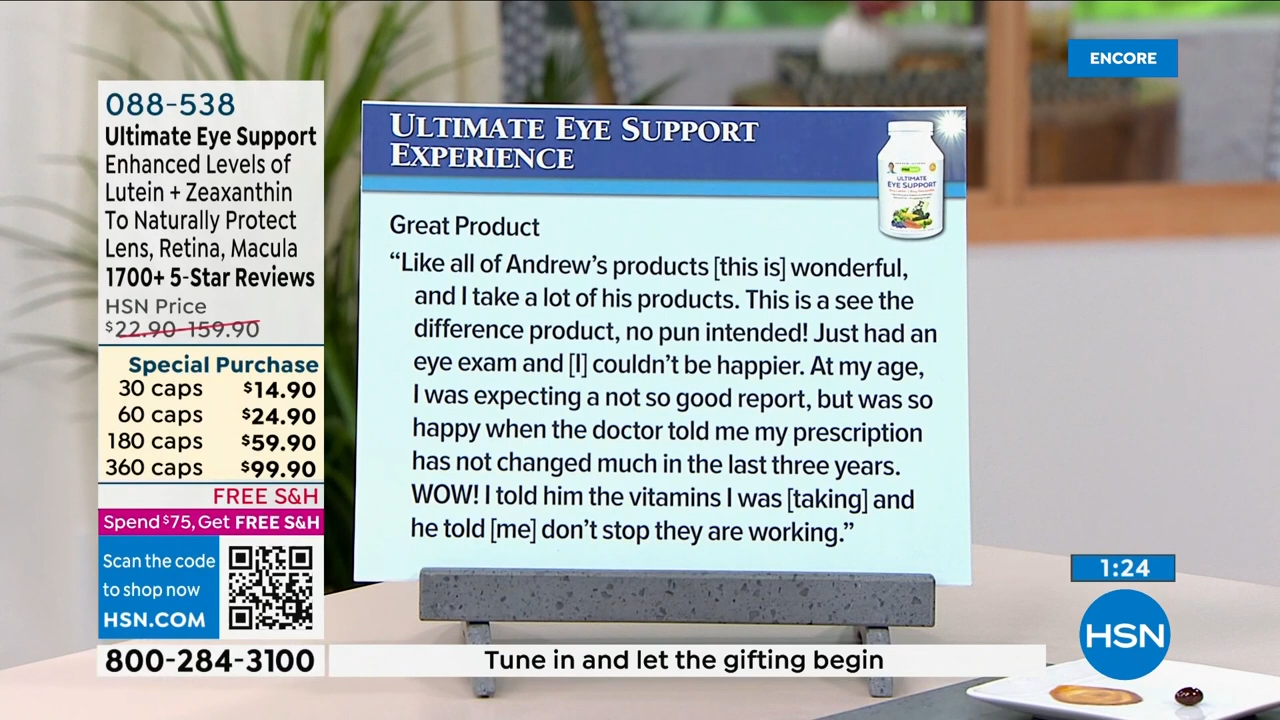 ENCORE
088-538
Ultimate Eye Support
Enhanced Levels of
Lutein + Zeaxanthin
To Naturally Protect
Lens, Retina, Macula
1700+ 5-Star Reviews
HSN Price
$22.90-159.90
Special Purchase
30 caps $14.90
60 caps $24.90
180 caps $59.90
360 caps $99.90
FREE S&H
Spend $75, Get FREE S&H
Scan the code
to shop now
HSN.COM
800-284-3100
ULTIMATE EYE SUPPORT
EXPERIENCE
ULTIMATE
EYE SUPPORT
Great Product
“Like all of Andrew’s products [this is] wonderful,
and I take a lot of his products. This is a see the
difference product, no pun intended! Just had an
eye exam and [I] couldn’t be happier. At my age,
I was expecting a not so good report, but was so
happy when the doctor told me my prescription
has not changed much in the last three years.
WOW! I told him the vitamins I was [taking] and
he told [me] don’t stop they are working.”
1:24
HSN
Tune in and let the gifting begin